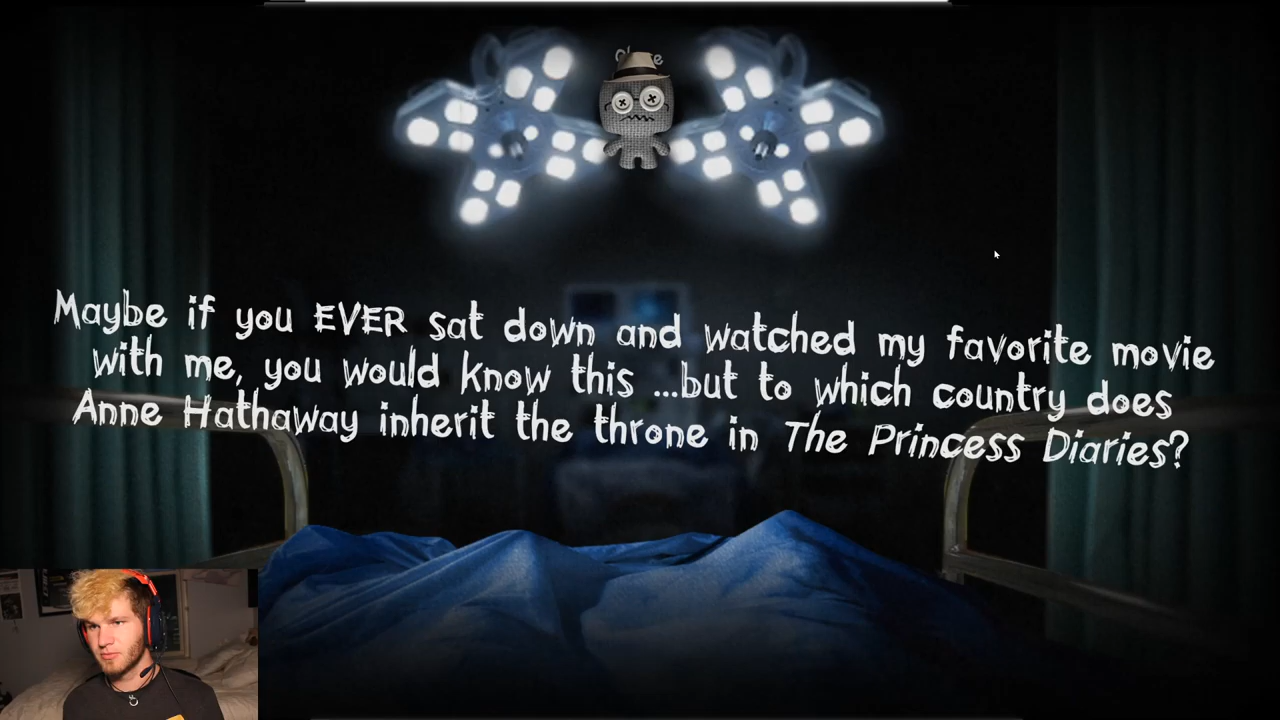 Maybe if you EVER sat down and watched my favorite movie
with me, you would know this ...but to which country does
Anne Hathaway inherit the throne in The Princess Diaries?